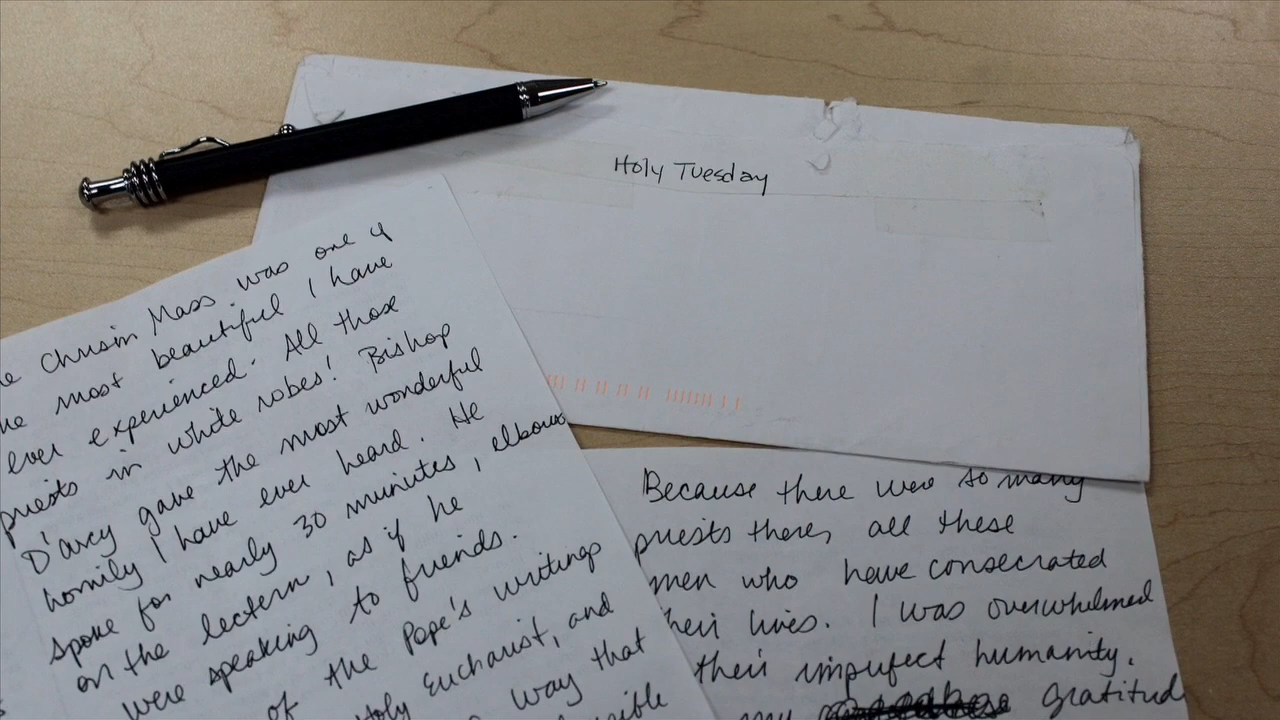 Holy Tuesday
Chrism Mass was one of
most beautiful I have
ever experienced. All those
priests in white robes! Bishop
D'arcy gave the most wonderful
homily I have ever heard. He
spoke for nearly 30 minutes, elbows
on the lectern, as if he
were speaking to friends.
of the Pope's writings
Holy Eucharist, and
way that
Because there were so many
priests there, all these
men who have consecrated
their lives. I was overwhelmed
their imperfect humanity.
my gratitud